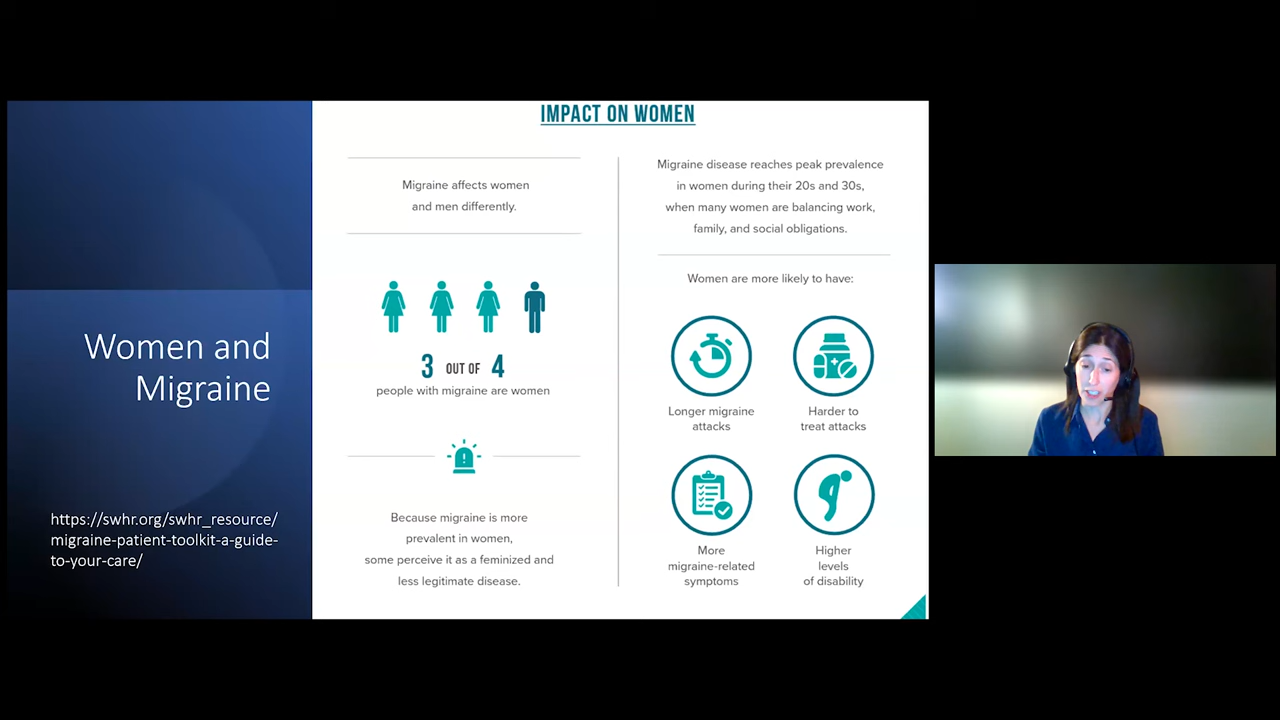 Women and
Migraine
https://swhr.org/swhr_resource/
migraine-patient-toolkit-a-guide-
to-your-care/
IMPACT ON WOMEN
Migraine affects women
and men differently.
3 OUT OF 4
people with migraine are women
Because migraine is more
prevalent in women,
some perceive it as a feminized and
less legitimate disease.
Migraine disease reaches peak prevalence
in women during their 20s and 30s,
when many women are balancing work,
family, and social obligations.
Women are more likely to have:
Longer migraine
attacks
Harder to
treat attacks
More
migraine-related
symptoms
Higher
levels
of disability